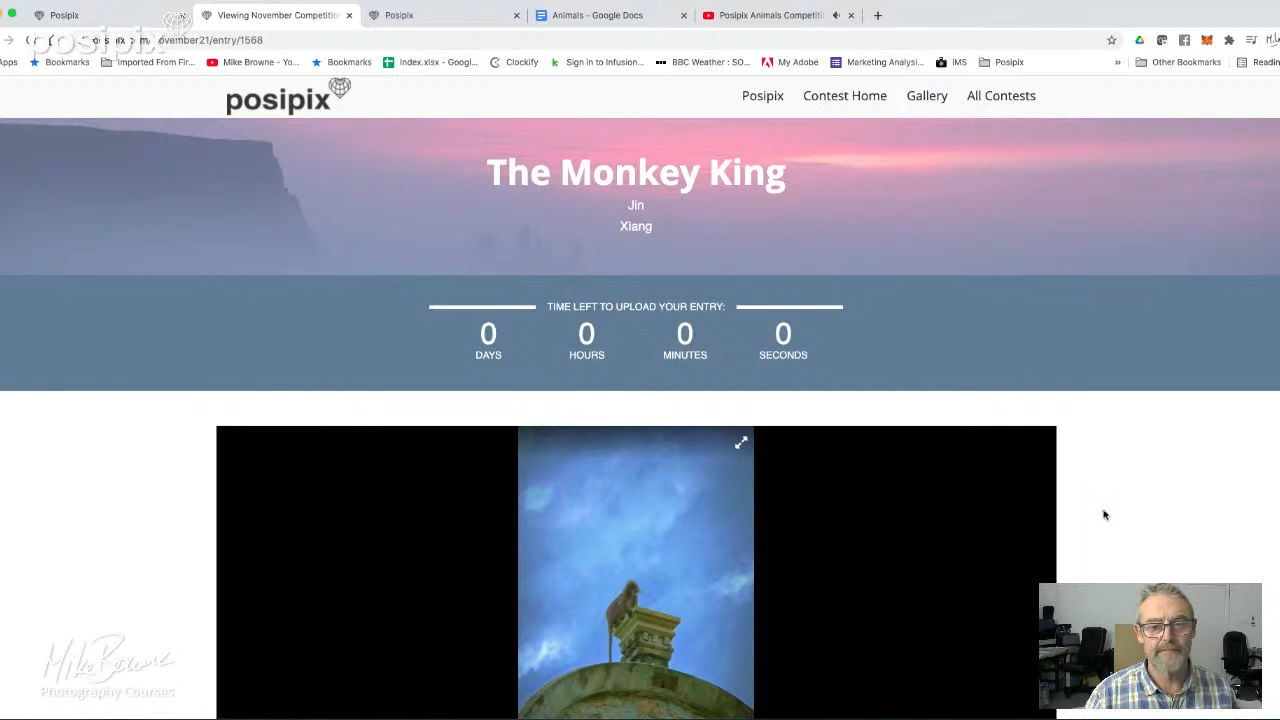 Posipix
Viewing November Competitio
Posipix
Animals - Google Docs
Posipix Animals Competiti
posipix
vember21/entry/1568
Apps
Bookmarks
Imported From Fir...
Mike Browne - Yo...
Bookmarks
Index.xlsx - Googl...
Clockify
Sign in to Infusion...
BBC Weather : SO...
My Adobe
Marketing Analysi...
iMS
Posipix
»
Other Bookmarks
posipix
Posipix
Contest Home
Gallery
All Contests
The Monkey King
Jin
Xiang
TIME LEFT TO UPLOAD YOUR ENTRY:
0 0 0 0
DAYS HOURS MINUTES SECONDS
Mike Browne
Photography Courses